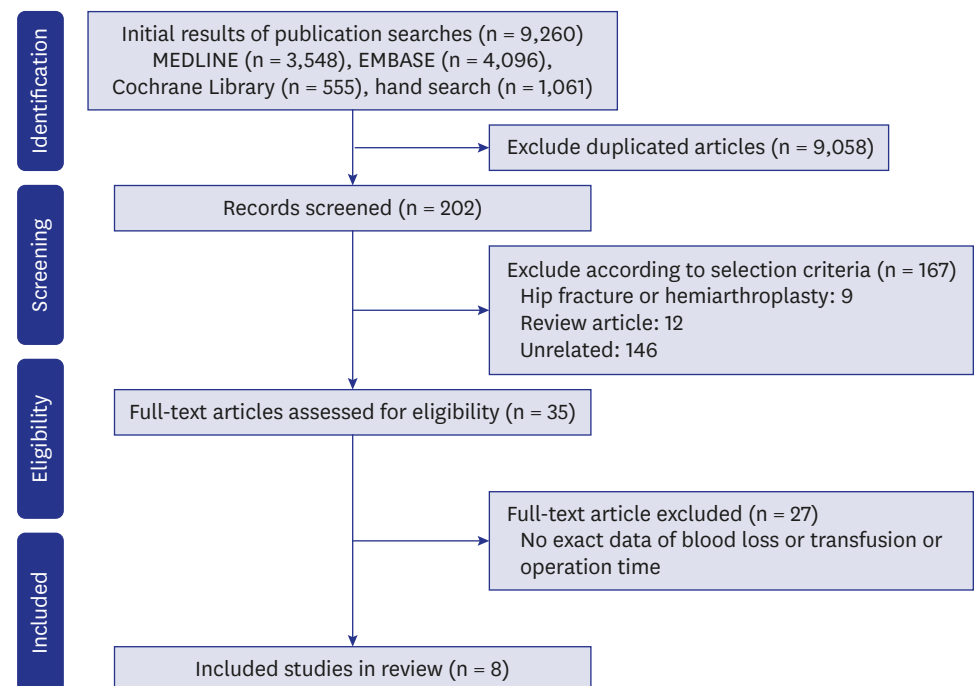 Identification
Initial results of publication searches (n = 9,260)
MEDLINE (n = 3,548), EMBASE (n = 4,096),
Cochrane Library (n = 555), hand search (n = 1,061)
Exclude duplicated articles (n = 9,058)
Screening
Records screened (n = 202)
Exclude according to selection criteria (n = 167)
Hip fracture or hemiarthroplasty: 9
Review article: 12
Unrelated: 146
Eligibility
Full-text articles assessed for eligibility (n = 35)
Full-text article excluded (n = 27)
No exact data of blood loss or transfusion or
operation time
Included
Included studies in review (n = 8)